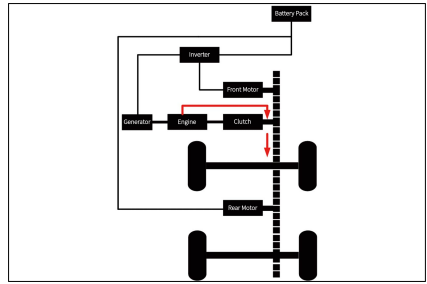 Battery Pack
Inverter
Front Motor
Generator
Engine
Clutch
Rear Motor